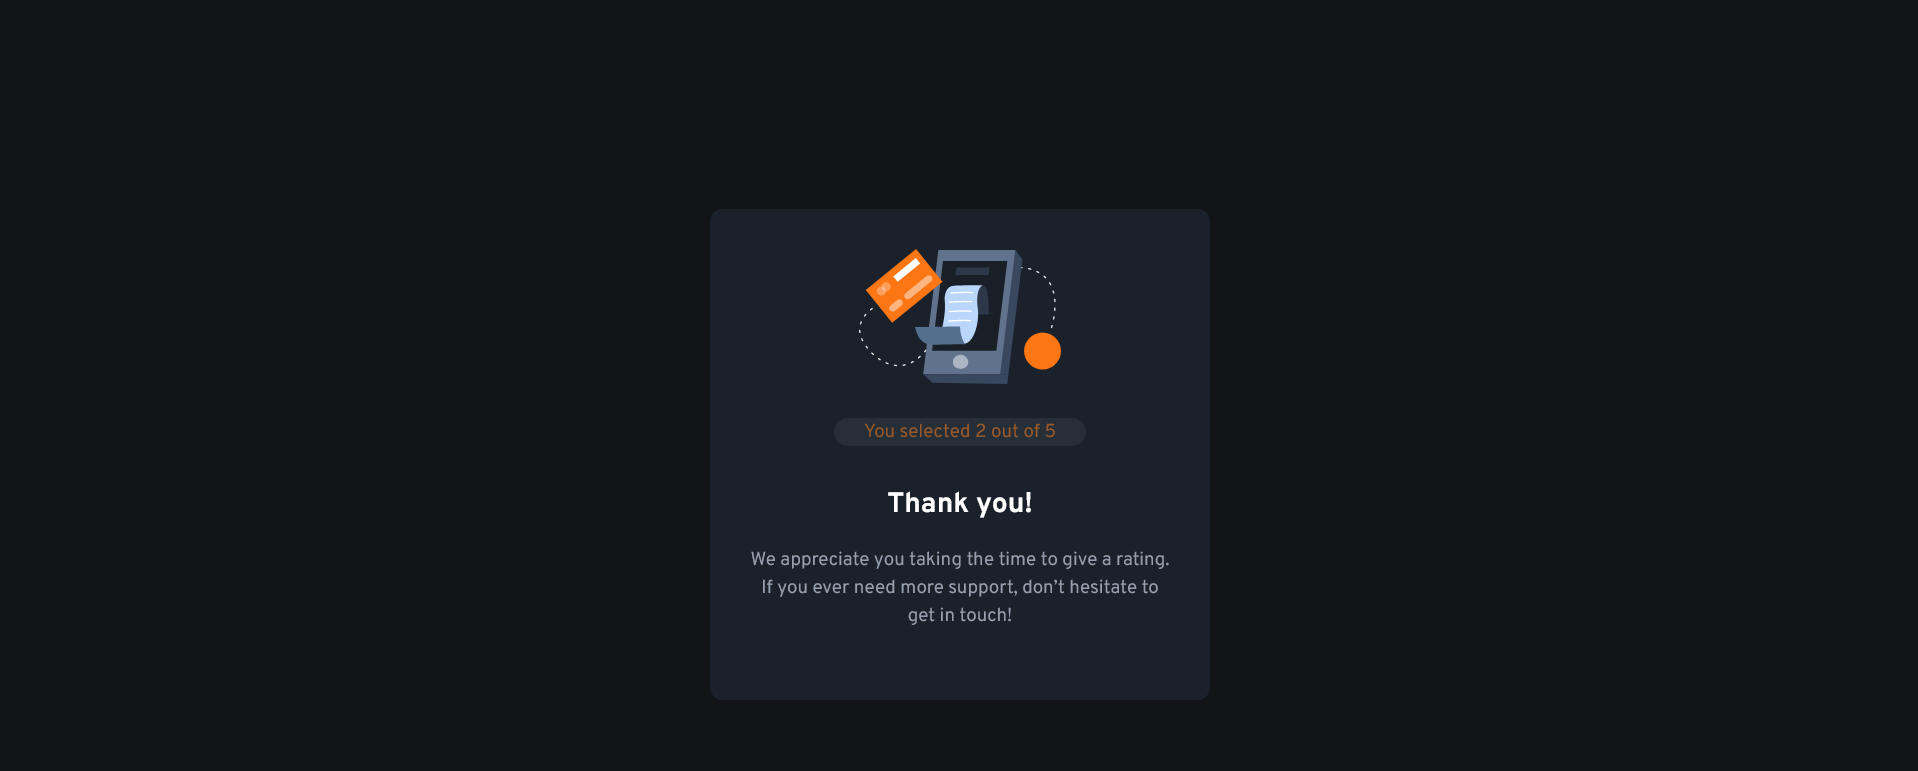 You selected 2 out of 5
Thank you!
We appreciate you taking the time to give a rating.
If you ever need more support, don’t hesitate to
get in touch!